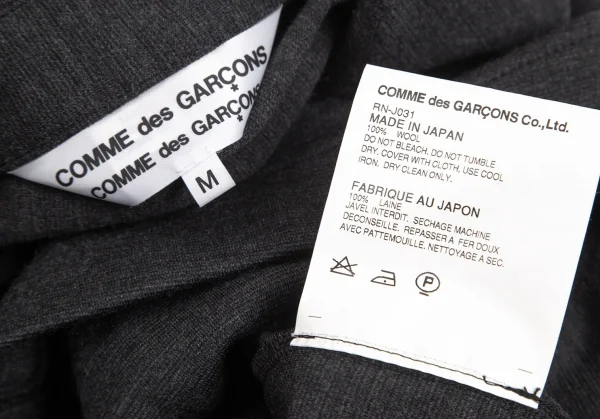 COMME des GARÇONS
COMME des GARÇONS
M
COMME des GARÇONS Co.,Ltd.
RN-J031
MADE IN JAPAN
100% WOOL
DO NOT BLEACH. DO NOT TUMBLE
DRY. COVER WITH CLOTH, USE COOL
IRON. DRY CLEAN ONLY.
FABRIQUE AU JAPON
100% LAINE
JAVEL INTERDIT. SECHAGE MACHINE
DECONSEILLE. REPASSER A FER DOUX
AVEC PATTEMOUILLE. NETTOYAGE A SEC.
P